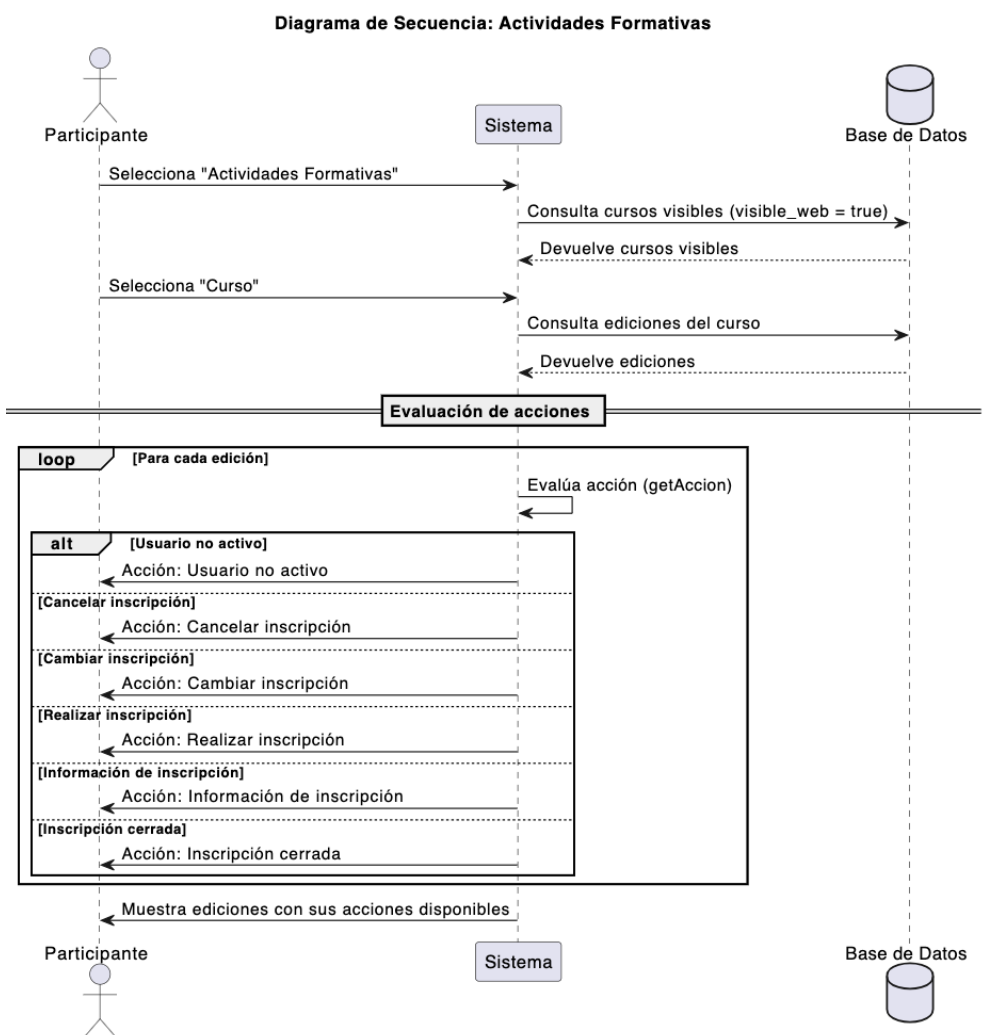 Diagrama de Secuencia: Actividades Formativas
Participante
Sistema
Base de Datos
Selecciona "Actividades Formativas"
Consulta cursos visibles (visible_web = true)
Devuelve cursos visibles
Selecciona "Curso"
Consulta ediciones del curso
Devuelve ediciones
Evaluación de acciones
loop [Para cada edición]
Evalúa acción (getAccion)
alt [Usuario no activo]
Acción: Usuario no activo
[Cancelar inscripción]
Acción: Cancelar inscripción
[Cambiar inscripción]
Acción: Cambiar inscripción
[Realizar inscripción]
Acción: Realizar inscripción
[Información de inscripción]
Acción: Información de inscripción
[Inscripción cerrada]
Acción: Inscripción cerrada
Muestra ediciones con sus acciones disponibles
Participante
Sistema
Base de Datos